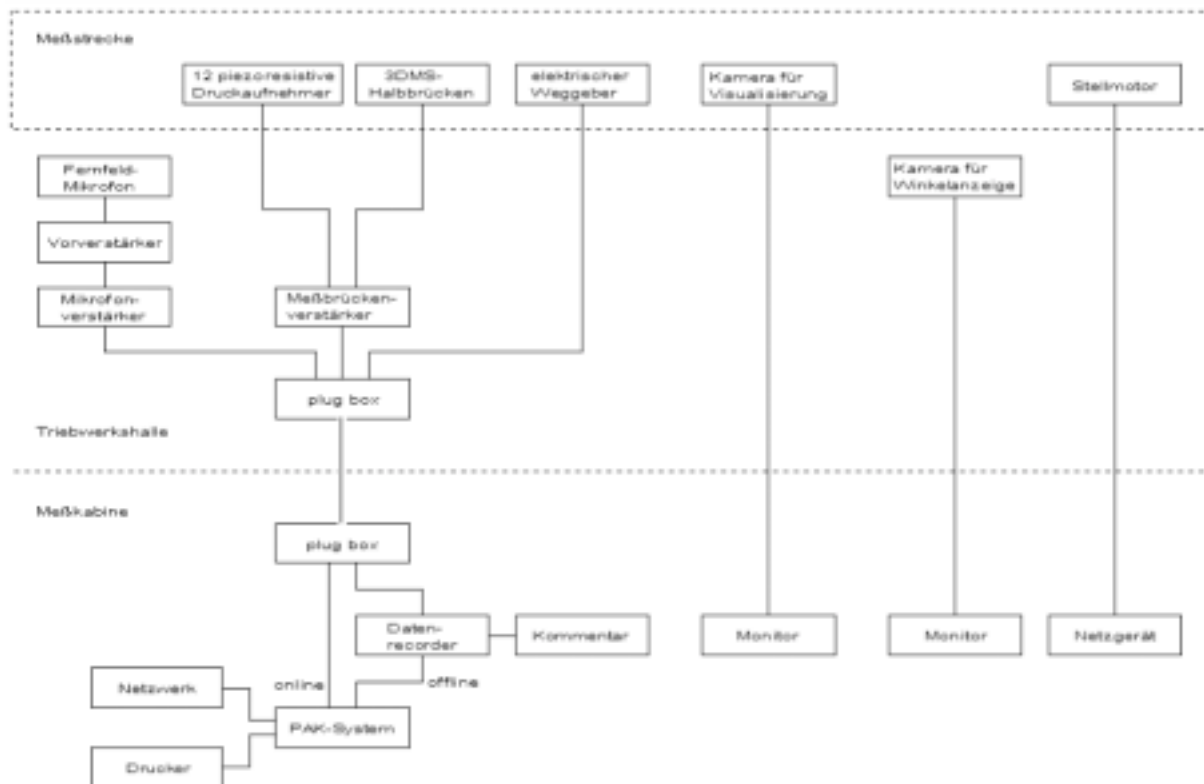 Meßstrecke
12 piezoresistive
Druckaufnehmer
3DMS-
Halbbrücken
elektrischer
Weggeber
Kamera für
Visualisierung
Stellmotor
Fernfeld-
Mikrofon
Kamera für
Winkelanzeige
Vorverstärker
Mikrofon-
verstärker
Meßbrücken-
verstärker
plug box
Triebwerkshalle
Meßkabine
plug box
Daten-
recorder
Kommentar
Monitor
Monitor
Netzgerät
online
offline
Netzwerk
PAK-System
Drucker